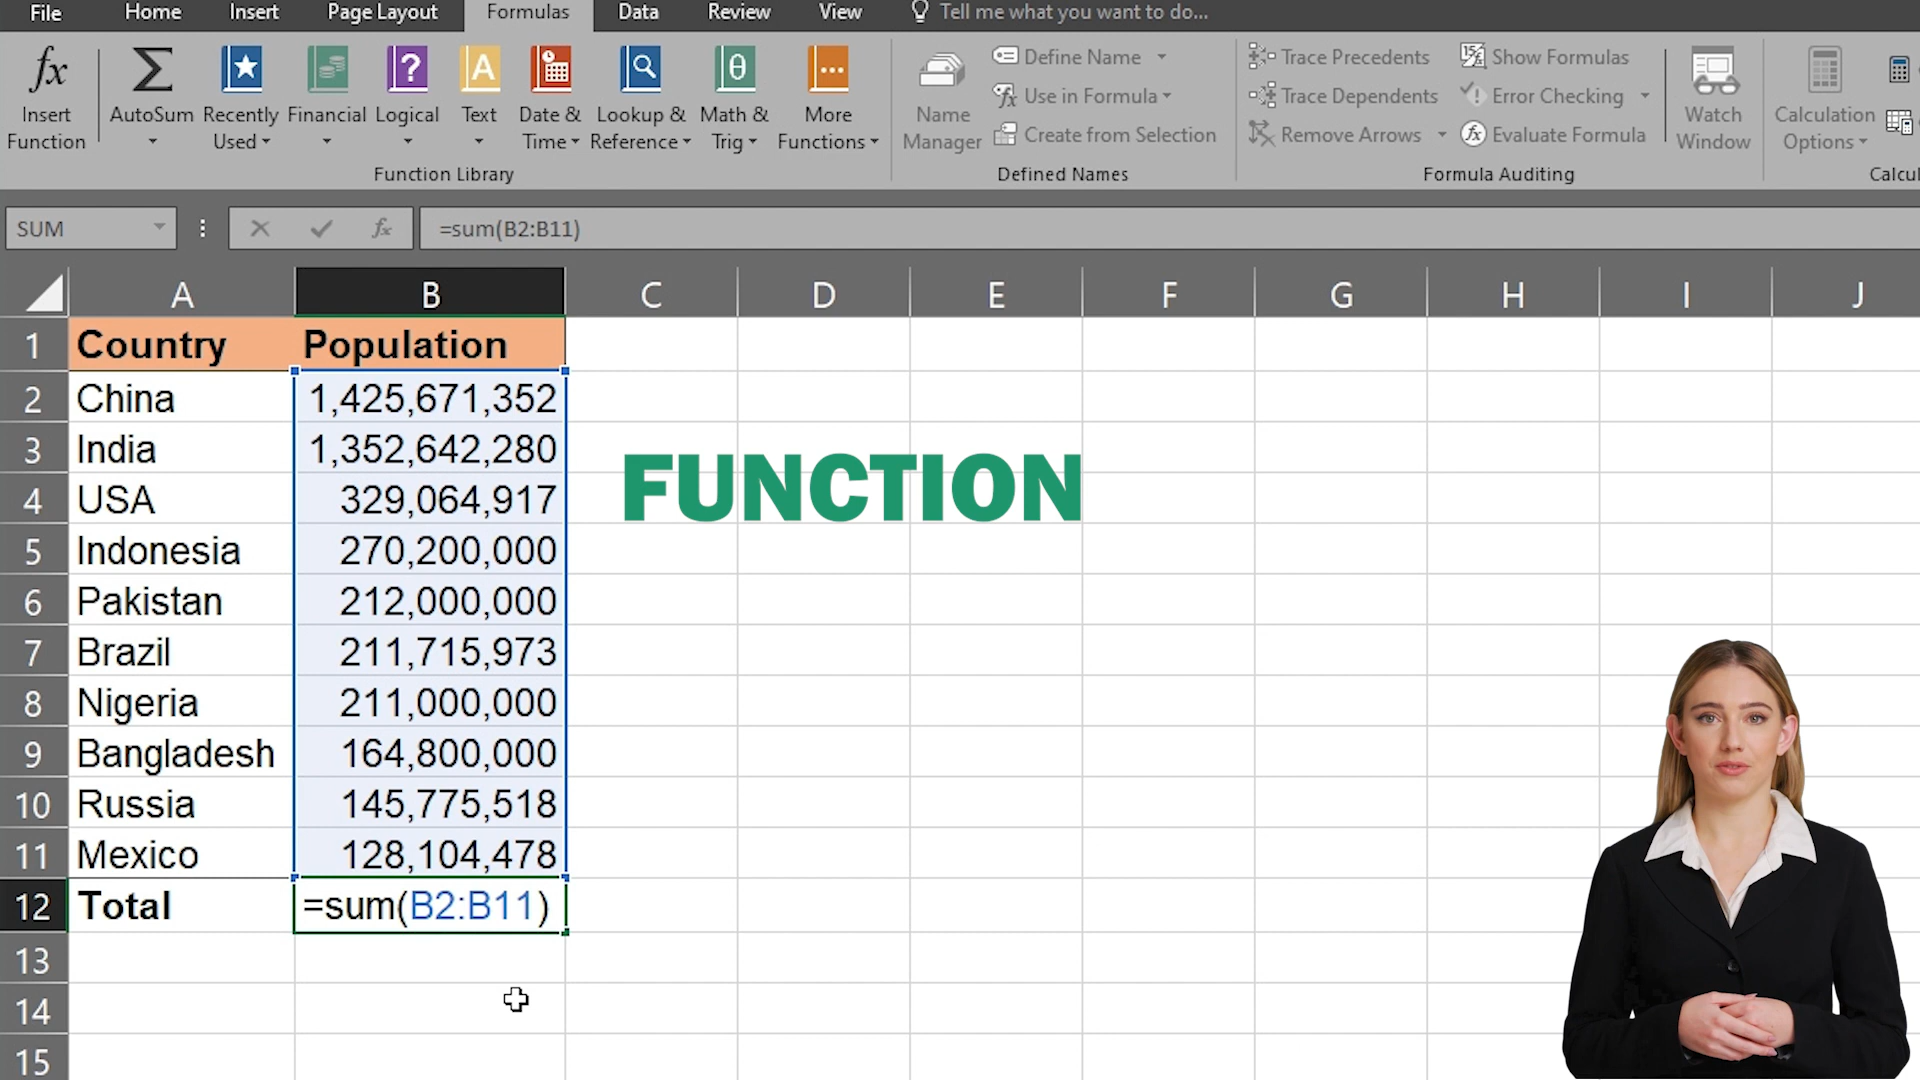 File Home Insert Page Layout Formulas Data Review View Tell me what you want to do...
fx Insert Function
AutoSum
Recently Used
Financial
Logical
Text
Date & Time
Lookup & Reference
Math & Trig
More Functions
Function Library
Name Manager
Define Name
Use in Formula
Create from Selection
Defined Names
Trace Precedents
Trace Dependents
Remove Arrows
Show Formulas
Error Checking
Evaluate Formula
Formula Auditing
Watch Window
Calculation Options
Calcul
SUM fx =sum(B2:B11)
A B C D E F G H I J
1 Country Population
2 China 1,425,671,352
3 India 1,352,642,280
FUNCTION
4 USA 329,064,917
5 Indonesia 270,200,000
6 Pakistan 212,000,000
7 Brazil 211,715,973
8 Nigeria 211,000,000
9 Bangladesh 164,800,000
10 Russia 145,775,518
11 Mexico 128,104,478
12 Total =sum(B2:B11)
13
14
15